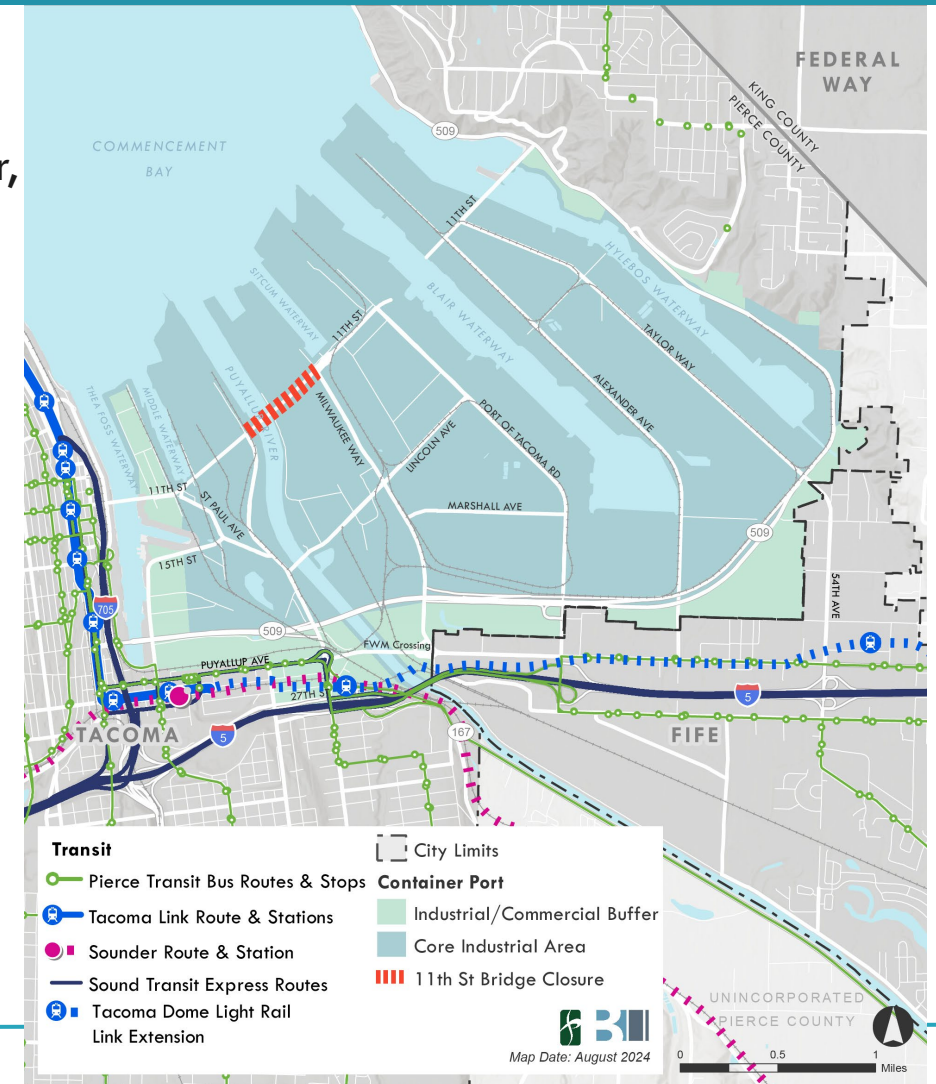 r,
FEDERAL
WAY
KING COUNTY
PIERCE COUNTY
COMMENCEMENT
BAY
509
11TH ST
HYLEBOS WATERWAY
SITCUM WATERWAY
BLAIR WATERWAY
11TH ST
TAYLOR WAY
PUYALLUP RIVER
THEA FOSS WATERWAY
MIDDLE WATERWAY
MILWAUKEE WAY
ALEXANDER AVE
LINCOLN AVE
PORT OF TACOMA RD
11TH ST
ST PAUL AVE
MARSHALL AVE
509
15TH ST
54TH AVE
705
509
FWM Crossing
PUYALLUP AVE
27TH S
5
TACOMA
5
167
FIFE
Transit
Pierce Transit Bus Routes & Stops
Tacoma Link Route & Stations
Sounder Route & Station
Sound Transit Express Routes
Tacoma Dome Light Rail
Link Extension
City Limits
Container Port
Industrial/Commercial Buffer
Core Industrial Area
11th St Bridge Closure
Map Date: August 2024
UNINCORPORATED
PIERCE COUNTY
0 0.5 1
Miles